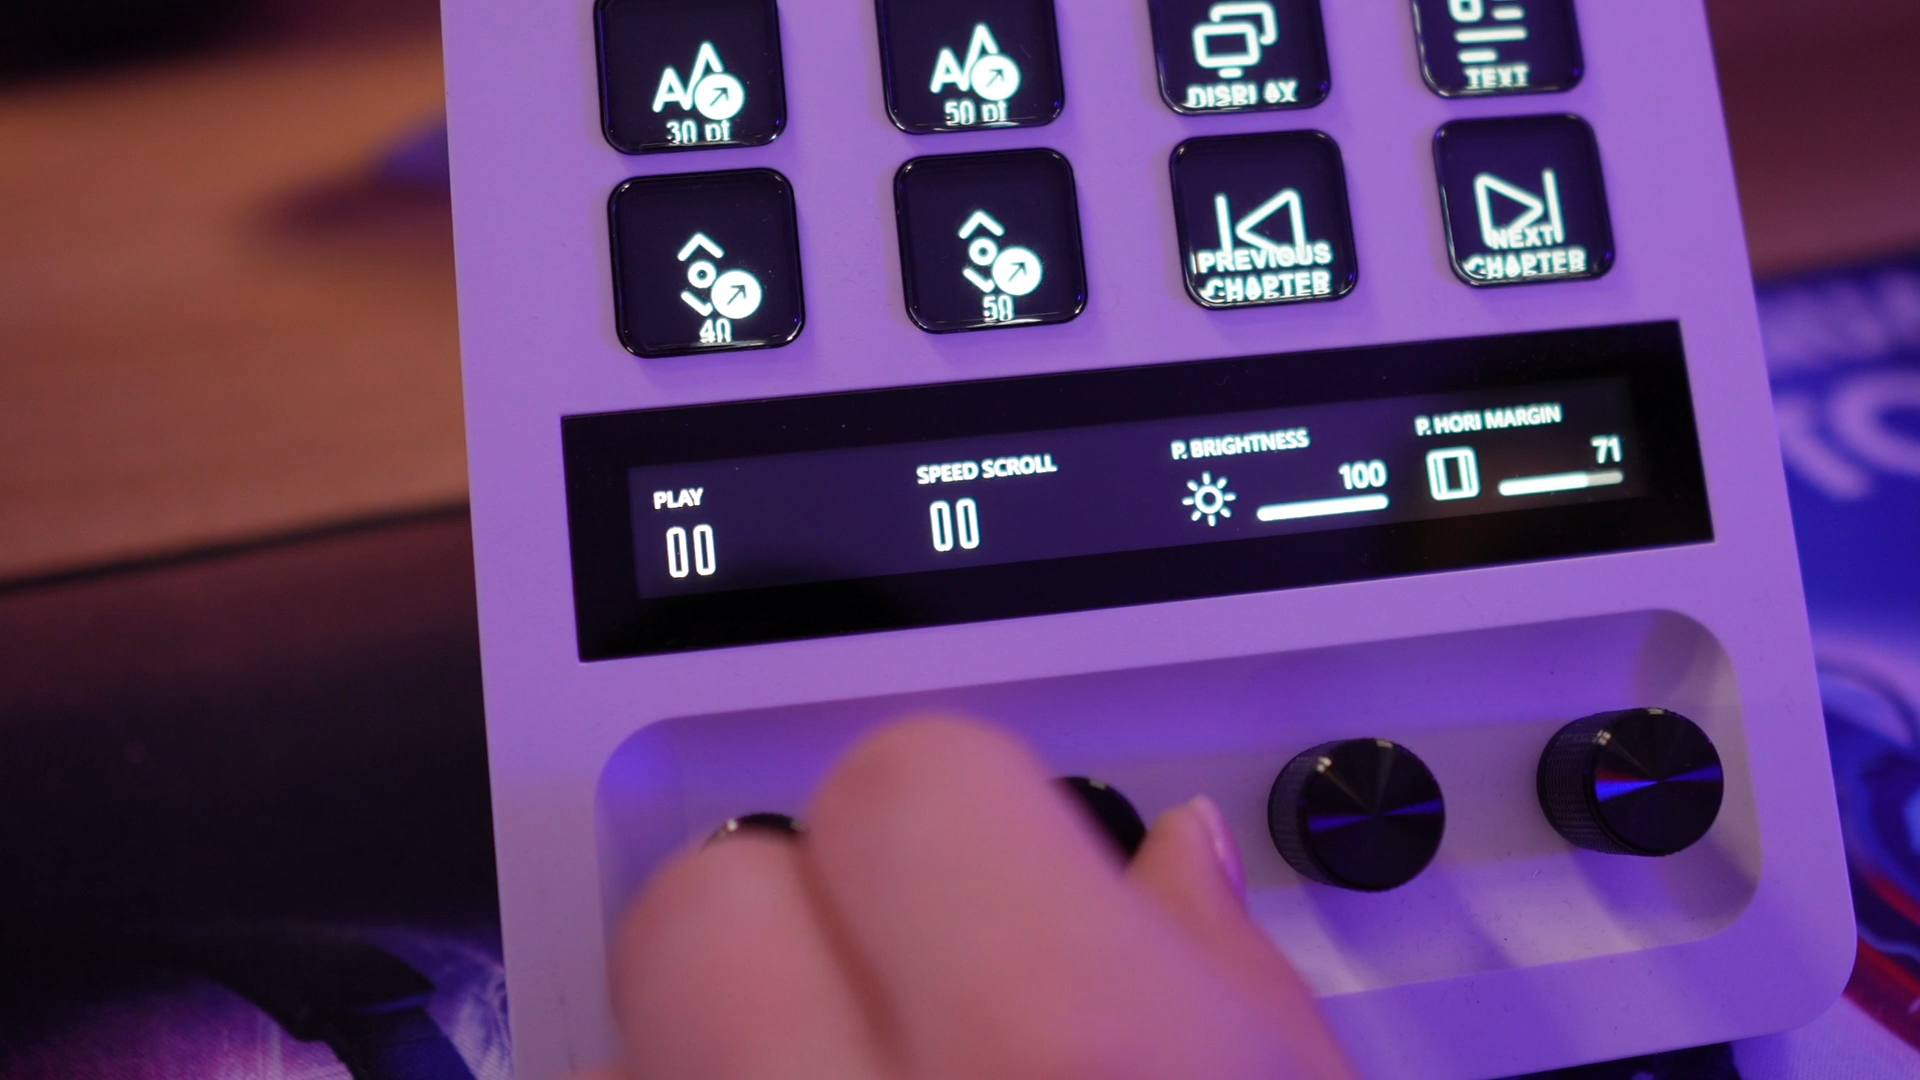 30 pt
50 pt
DISPLAY
TEXT
40
50
PREVIOUS
CHAPTER
NEXT
CHAPTER
PLAY
SPEED SCROLL
P. BRIGHTNESS
100
P. HORI MARGIN
71